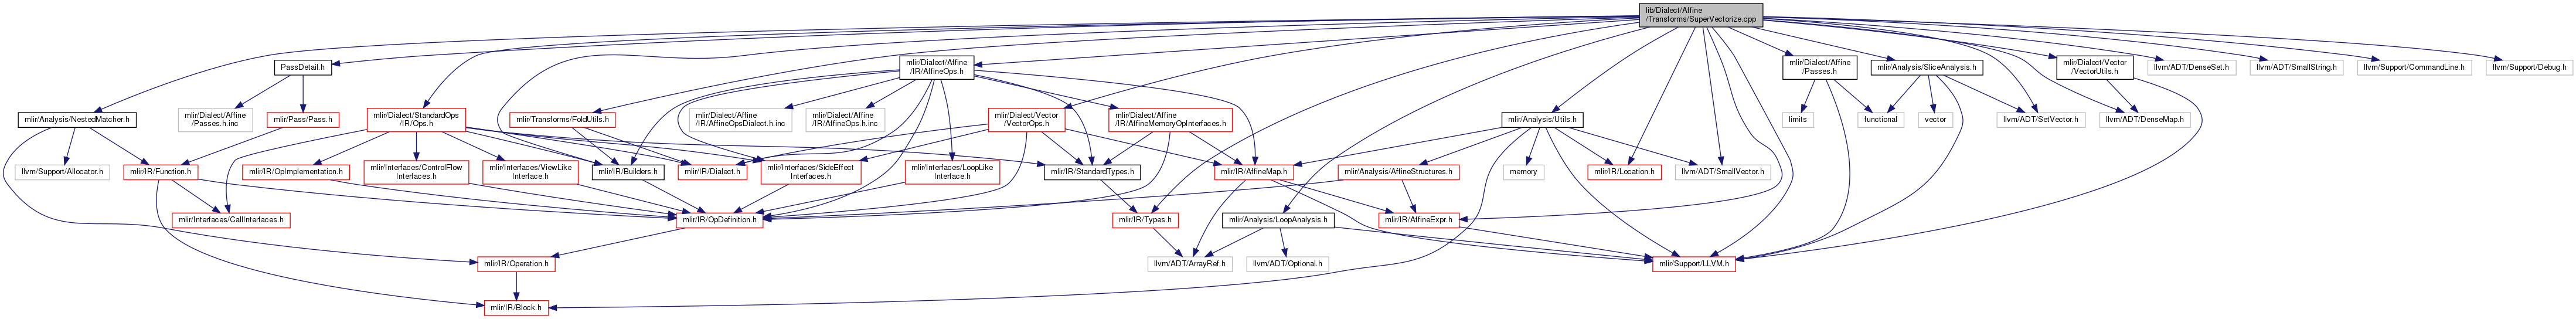 lib/Dialect/Affine
/Transforms/SuperVectorize.cpp
PassDetail.h
mlir/Dialect/Affine
/IR/AffineOps.h
mlir/Dialect/Affine
/Passes.h
mlir/Analysis/SliceAnalysis.h
mlir/Dialect/Vector
/VectorUtils.h
llvm/ADT/DenseSet.h
llvm/ADT/SmallString.h
llvm/Support/CommandLine.h
llvm/Support/Debug.h
mlir/Analysis/NestedMatcher.h
mlir/Dialect/Affine
/Passes.h.inc
mlir/Pass/Pass.h
mlir/Dialect/StandardOps
/IR/Ops.h
mlir/Transforms/FoldUtils.h
mlir/Dialect/Affine
/IR/AffineOpsDialect.h.inc
mlir/Dialect/Affine
/IR/AffineOps.h.inc
mlir/Dialect/Vector
/VectorOps.h
mlir/Dialect/Affine
/IR/AffineMemoryOpInterfaces.h
mlir/Analysis/Utils.h
limits
functional
vector
llvm/ADT/SetVector.h
llvm/ADT/DenseMap.h
llvm/Support/Allocator.h
mlir/IR/Function.h
mlir/IR/OpImplementation.h
mlir/Interfaces/ControlFlow
Interfaces.h
mlir/Interfaces/ViewLike
Interface.h
mlir/IR/Builders.h
mlir/IR/Dialect.h
mlir/Interfaces/SideEffect
Interfaces.h
mlir/Interfaces/LoopLike
Interface.h
mlir/IR/StandardTypes.h
mlir/IR/AffineMap.h
mlir/Analysis/AffineStructures.h
memory
mlir/IR/Location.h
llvm/ADT/SmallVector.h
mlir/Interfaces/CallInterfaces.h
mlir/IR/OpDefinition.h
mlir/IR/Types.h
mlir/Analysis/LoopAnalysis.h
mlir/IR/AffineExpr.h
mlir/IR/Operation.h
llvm/ADT/ArrayRef.h
llvm/ADT/Optional.h
mlir/Support/LLVM.h
mlir/IR/Block.h